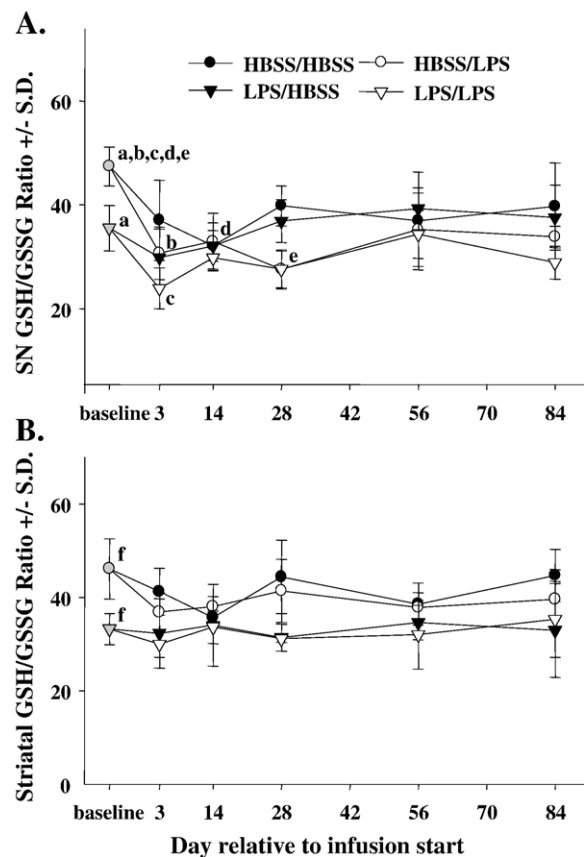 A.
HBSS/HBSS HBSS/LPS
LPS/HBSS LPS/LPS
SN GSH/GSSG Ratio +/- S.D.
60
40
20
a,b,c,d,e
a
b
c
d
e
baseline 3 14 28 42 56 70 84
B.
Striatal GSH/GSSG Ratio +/- S.D.
60
40
20
0
f
f
baseline 3 14 28 42 56 70 84
Day relative to infusion start